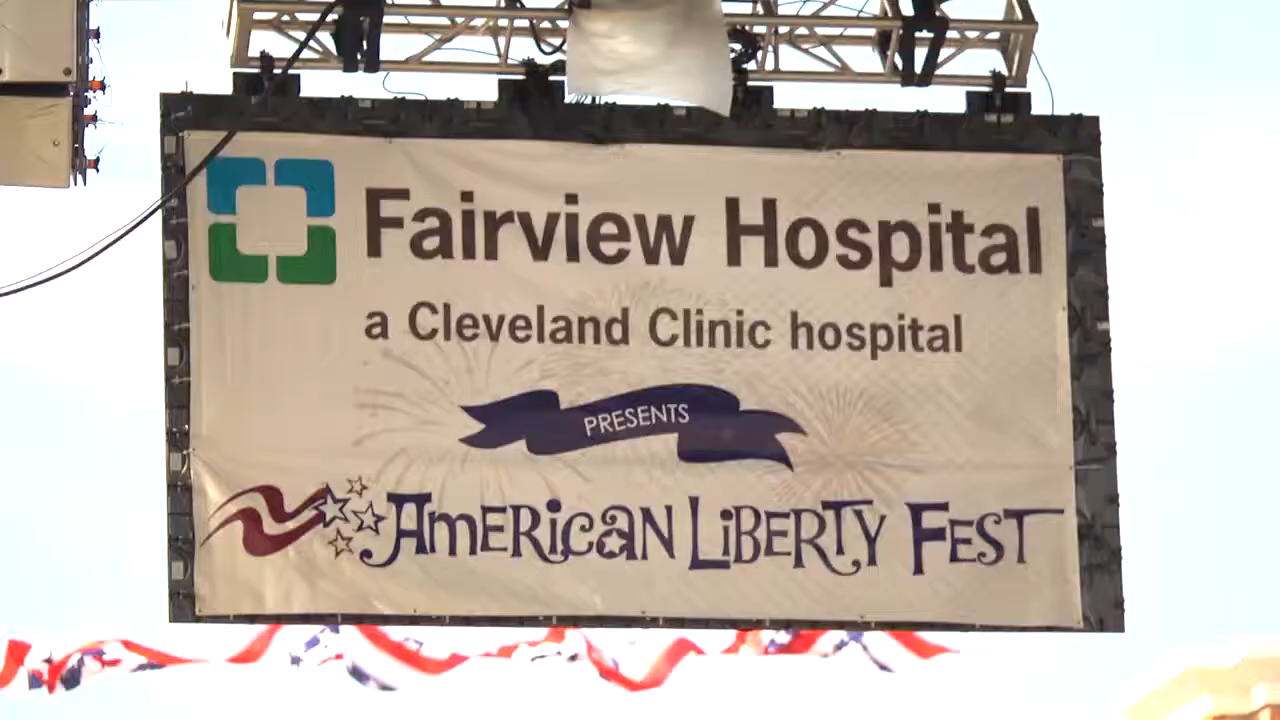 Fairview Hospital
a Cleveland Clinic hospital
PRESENTS
AMERiCAN LiBERTY FEST